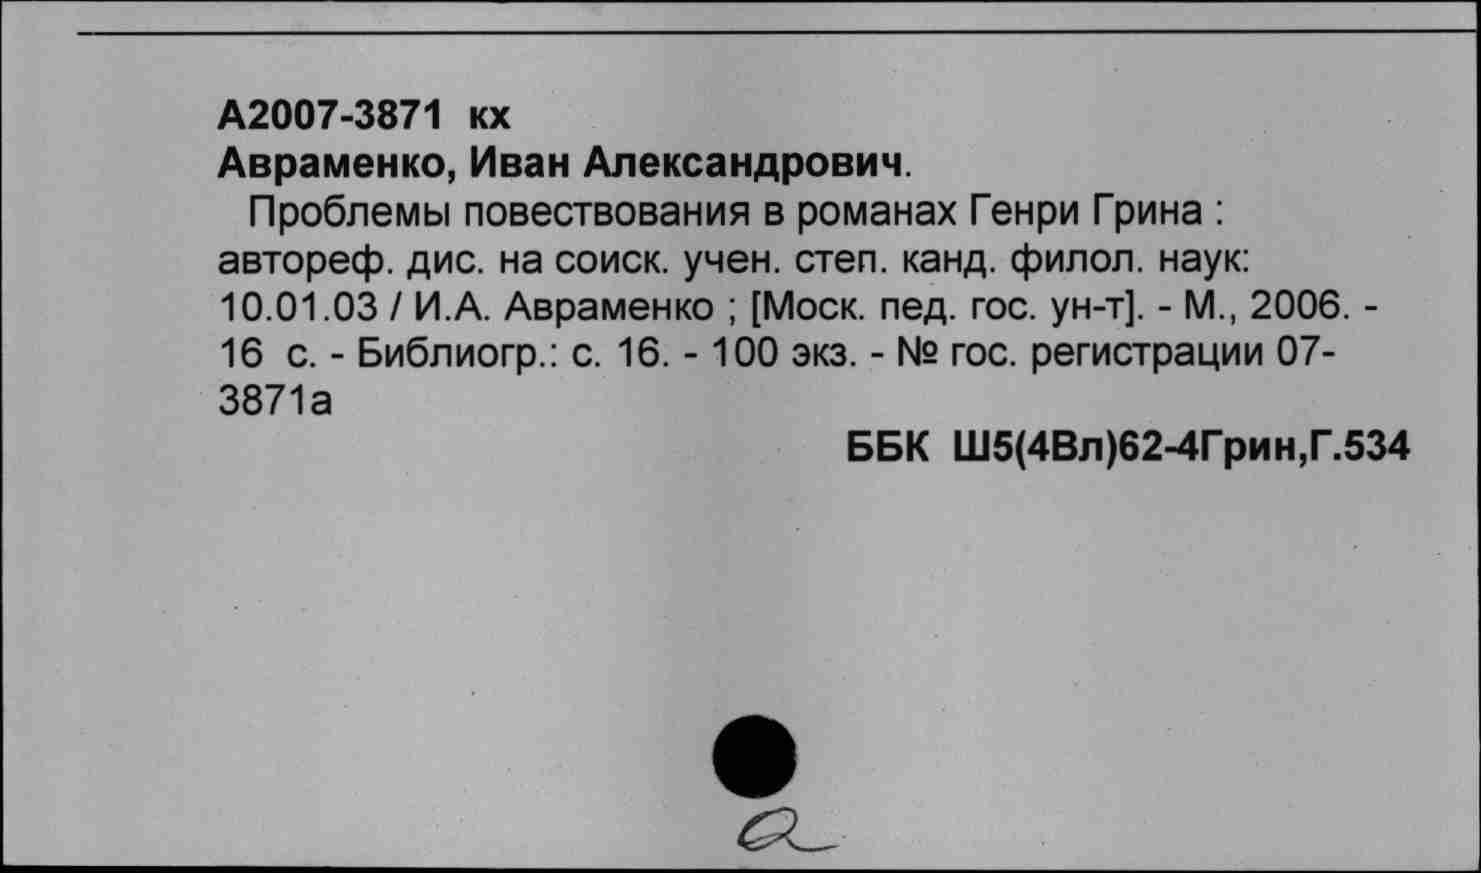 А2007-3871 кх
Авраменко, Иван Александрович.
Проблемы повествования в романах Генри Грина :
автореф. дис. на соиск. учен. степ. канд. филол. наук:
10.01.03 / И.А. Авраменко ; [Моск. пед. гос. ун-т]. - М., 2006. -
16 с. - Библиогр.: с. 16. - 100 экз. - № гос. регистрации 07-
3871а
ББК Ш5(4Вл)62-4Грин,Г.534